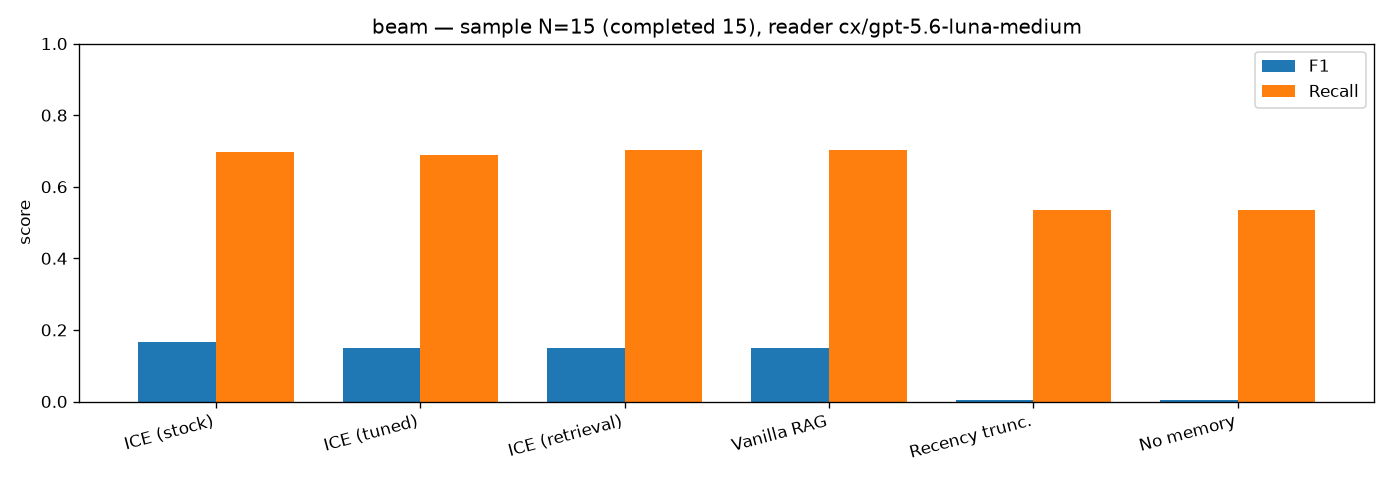 beam — sample N=15 (completed 15), reader cx/gpt-5.6-luna-medium
F1
Recall
score
1.0
0.8
0.6
0.4
0.2
0.0
ICE (stock)
ICE (tuned)
ICE (retrieval)
Vanilla RAG
Recency trunc.
No memory